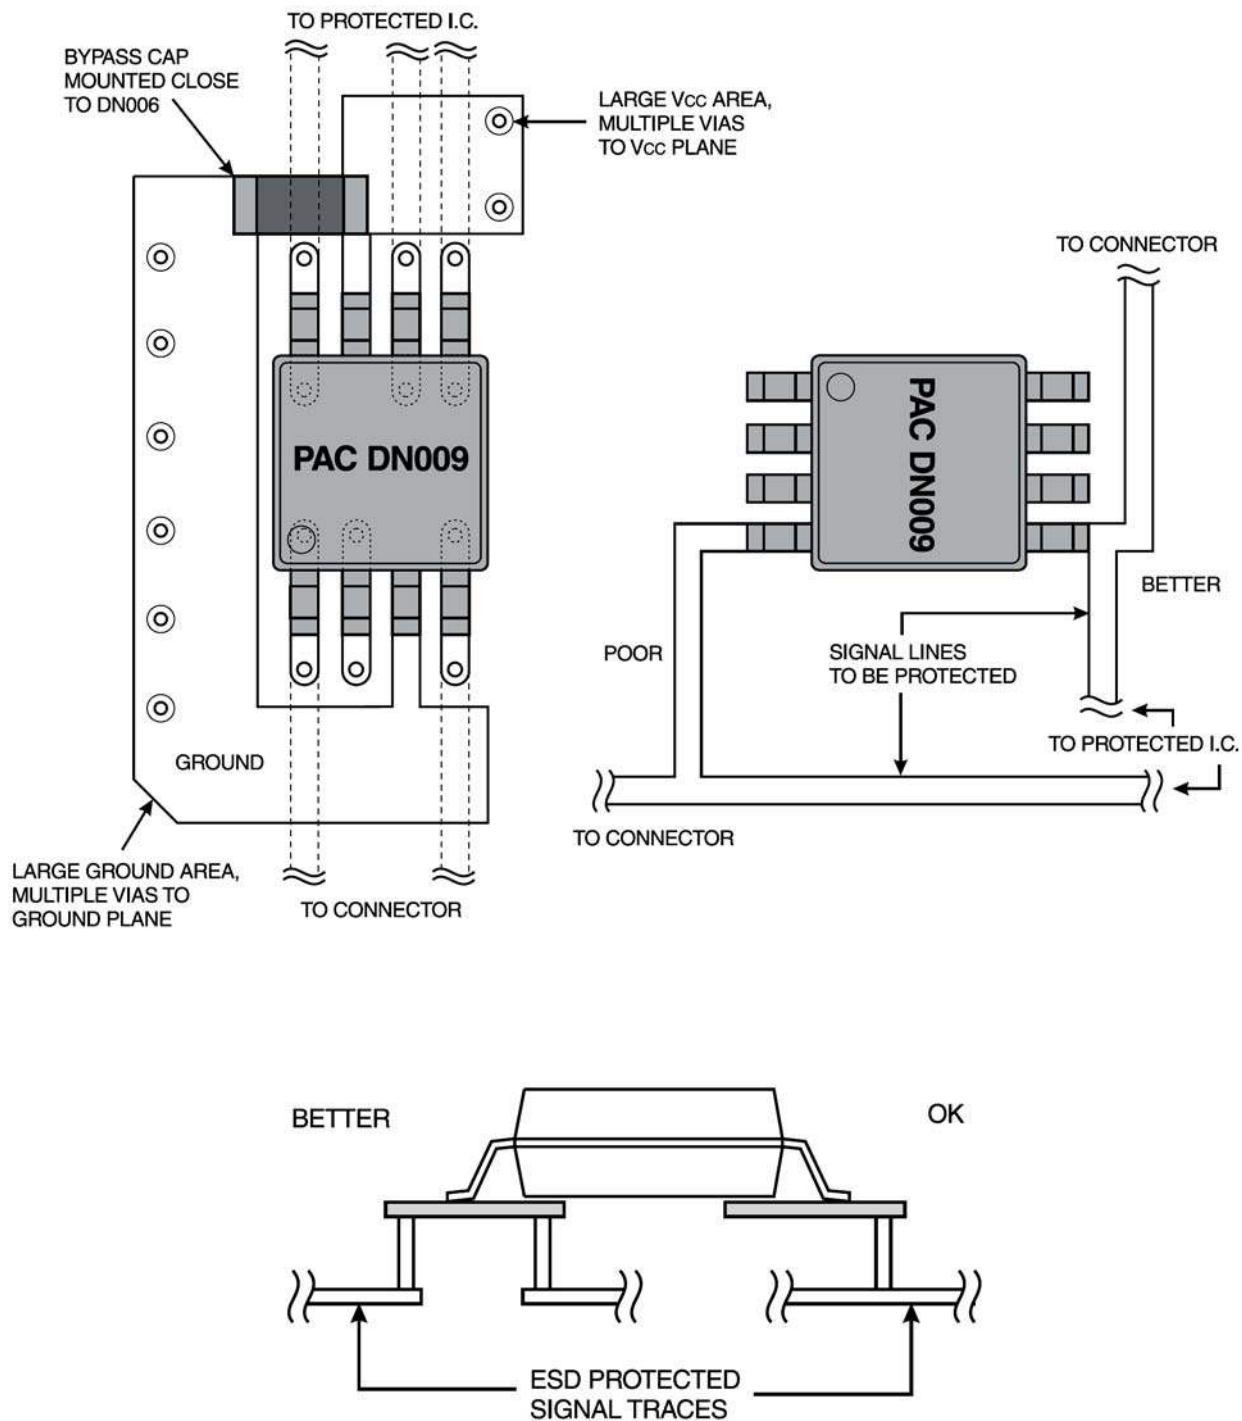 TO PROTECTED I.C.
BYPASS CAP
MOUNTED CLOSE
TO DN006
LARGE Vcc AREA,
MULTIPLE VIAS
TO Vcc PLANE
PAC DN009
GROUND
LARGE GROUND AREA,
MULTIPLE VIAS TO
GROUND PLANE
TO CONNECTOR
TO CONNECTOR
PAC DN009
BETTER
POOR
SIGNAL LINES
TO BE PROTECTED
TO PROTECTED I.C.
TO CONNECTOR
BETTER
OK
ESD PROTECTED
SIGNAL TRACES